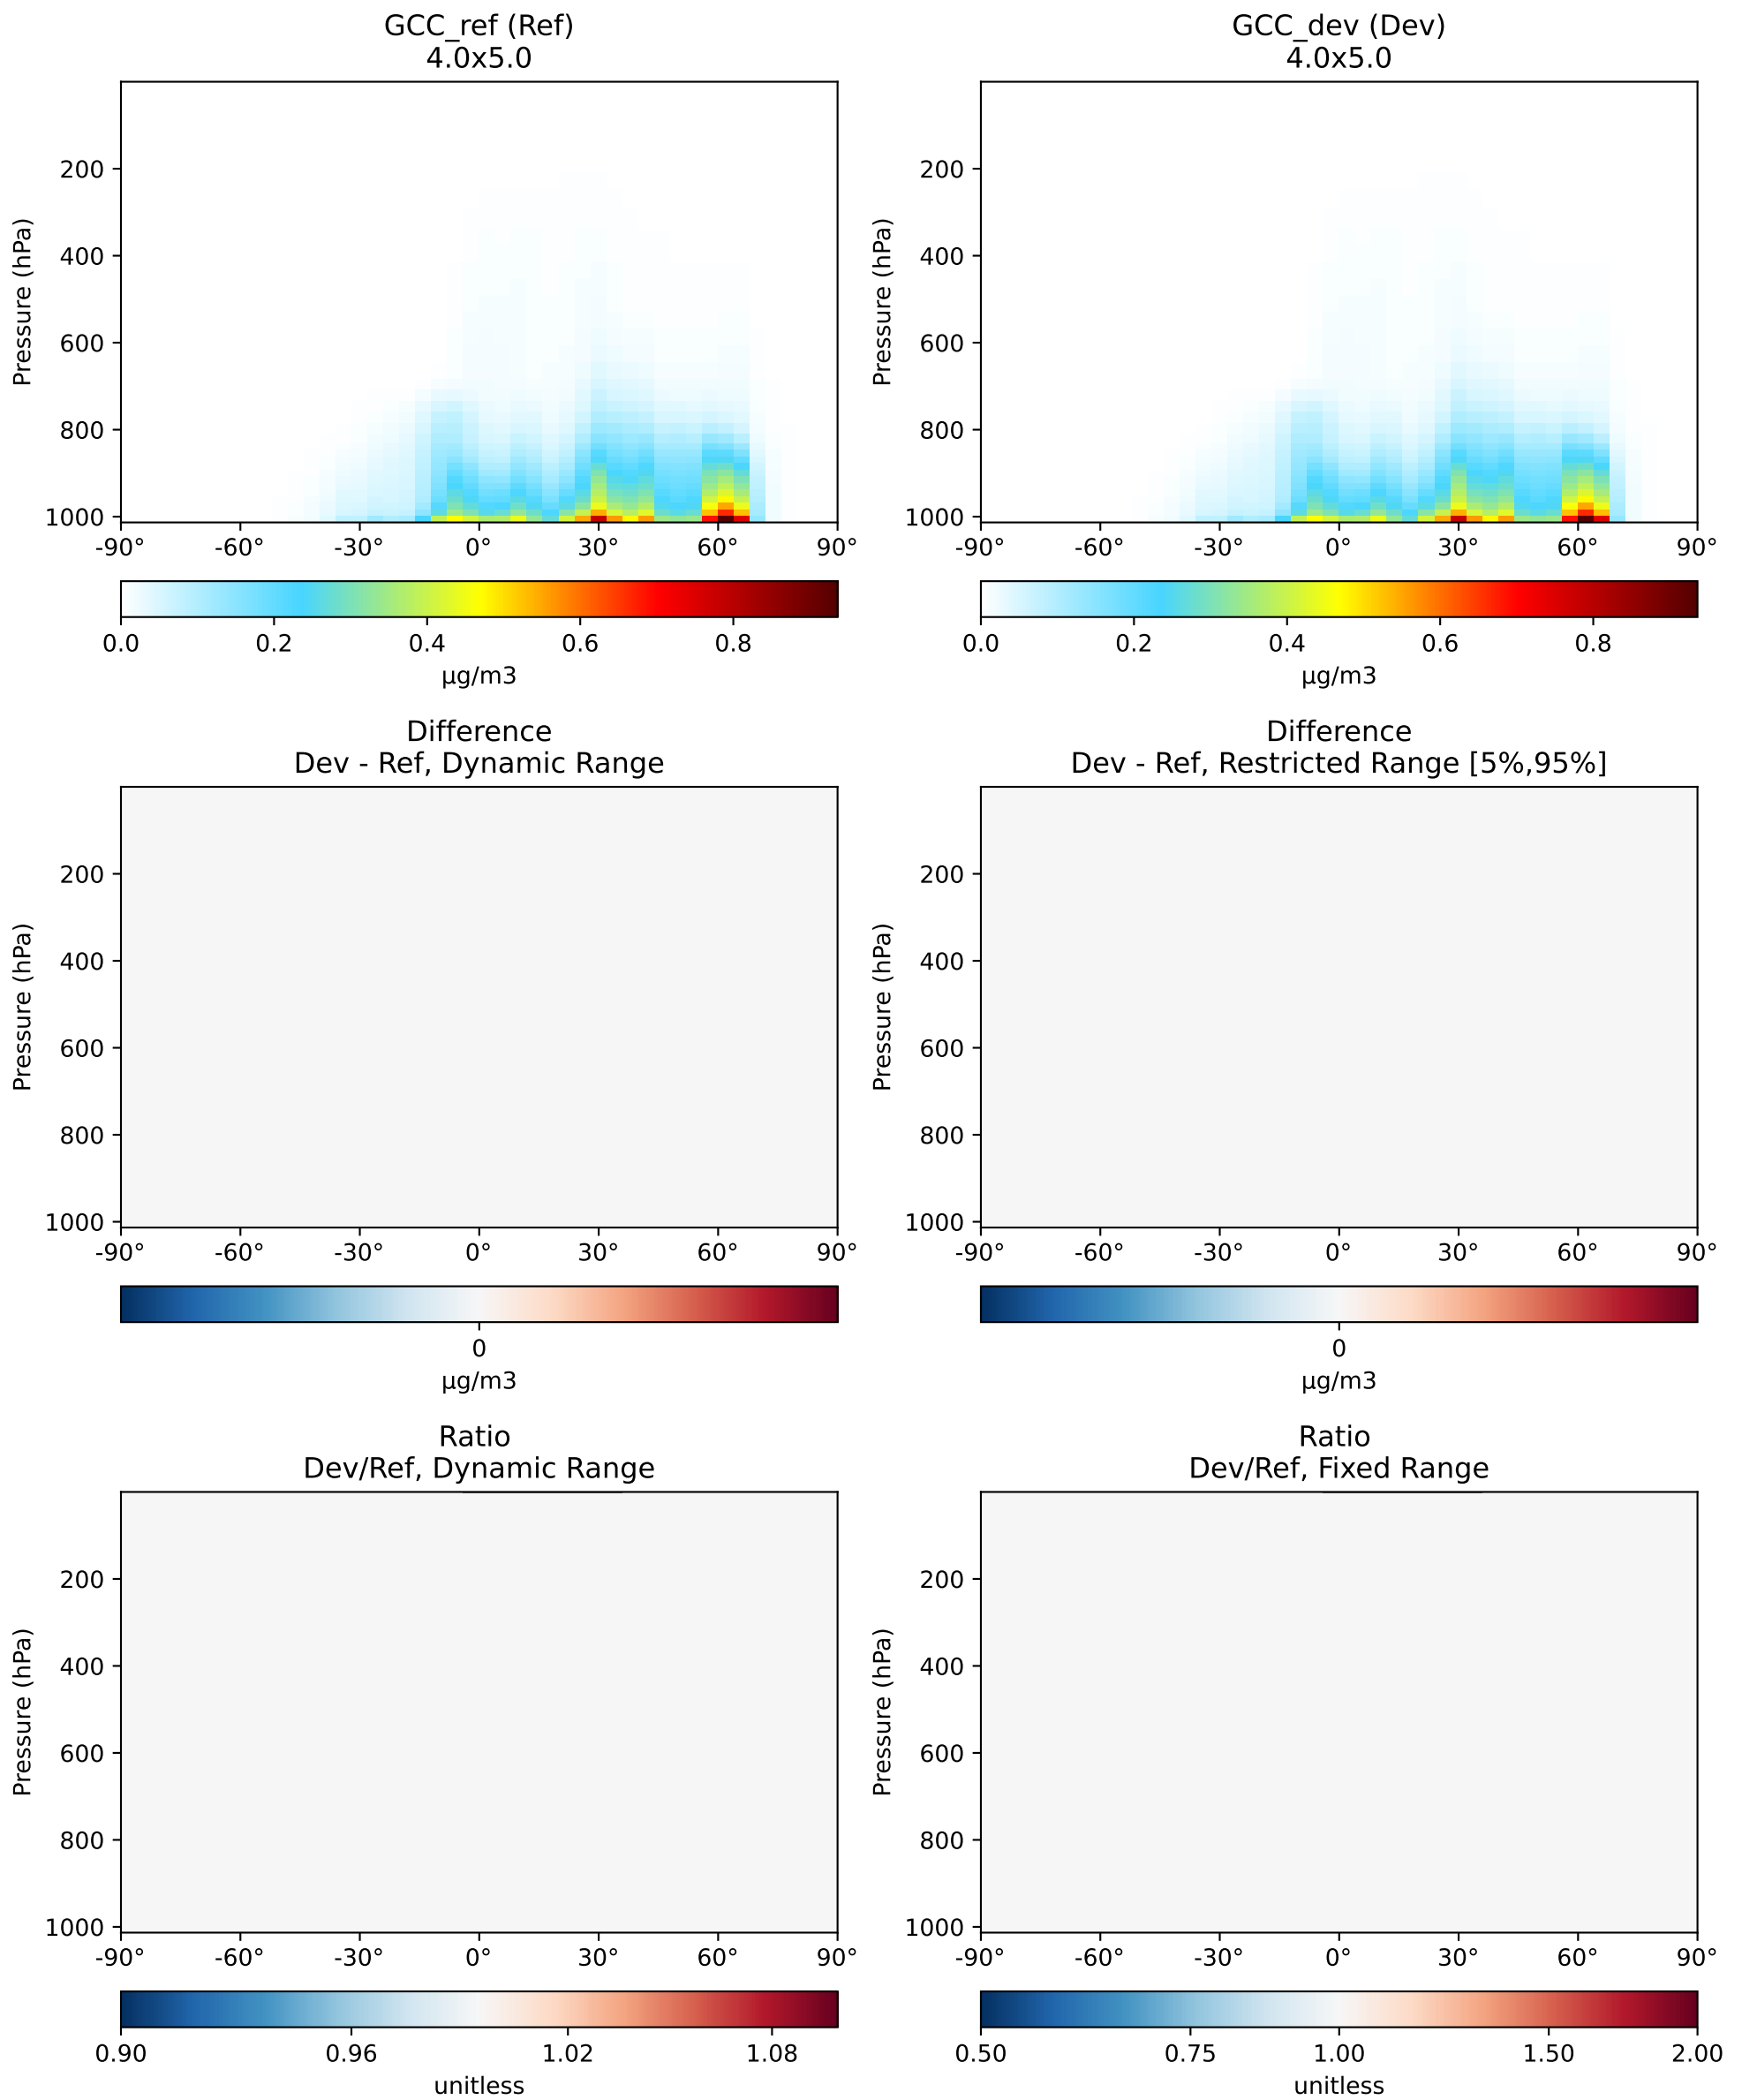 GCC_ref (Ref)
4.0x5.0
Pressure (hPa)
200
400
600
800
1000
-90° -60° -30° 0° 30° 60° 90°
0.0 0.2 0.4 0.6 0.8
µg/m3
GCC_dev (Dev)
4.0x5.0
Pressure (hPa)
200
400
600
800
1000
-90° -60° -30° 0° 30° 60° 90°
0.0 0.2 0.4 0.6 0.8
µg/m3
Difference
Dev - Ref, Dynamic Range
Pressure (hPa)
200
400
600
800
1000
-90° -60° -30° 0° 30° 60° 90°
0
µg/m3
Difference
Dev - Ref, Restricted Range [5%,95%]
Pressure (hPa)
200
400
600
800
1000
-90° -60° -30° 0° 30° 60° 90°
0
µg/m3
Ratio
Dev/Ref, Dynamic Range
Pressure (hPa)
200
400
600
800
1000
-90° -60° -30° 0° 30° 60° 90°
0.90 0.96 1.02 1.08
unitless
Ratio
Dev/Ref, Fixed Range
Pressure (hPa)
200
400
600
800
1000
-90° -60° -30° 0° 30° 60° 90°
0.50 0.75 1.00 1.50 2.00
unitless